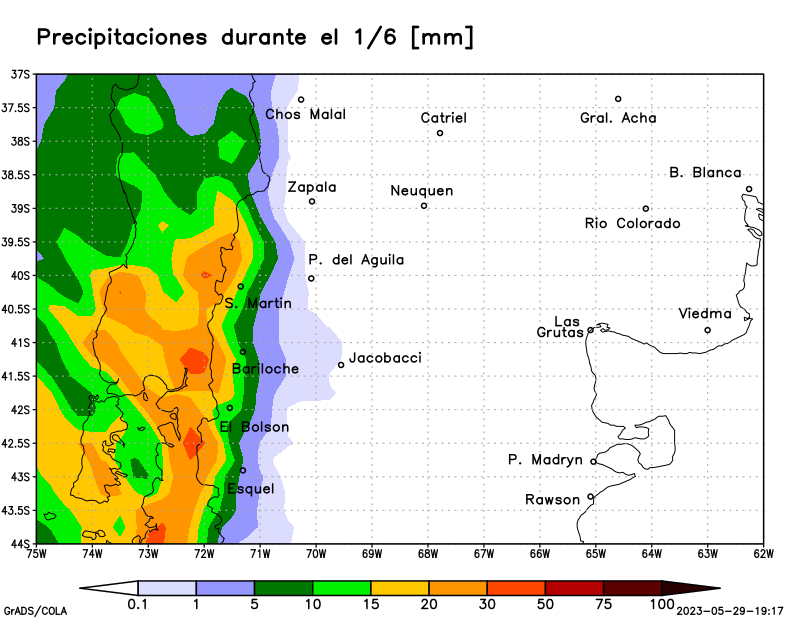 Precipitaciones durante el 1/6 [mm]
37S
37.5S
38S
38.5S
39S
39.5S
40S
40.5S
41S
41.5S
42S
42.5S
43S
43.5S
44S
Chos Malal
Catriel
Gral. Acha
B. Blanca
Zapala
Neuquen
Rio Colorado
P. del Aguila
S. Martin
Viedma
Las
Grutas
Jacobacci
Bariloche
El Bolson
P. Madryn
Esquel
Rawson
75W 74W 73W 72W 71W 70W 69W 68W 67W 66W 65W 64W 63W 62W
0.1 1 5 10 15 20 30 50 75 100
GrADS/COLA
2023-05-29-19:17